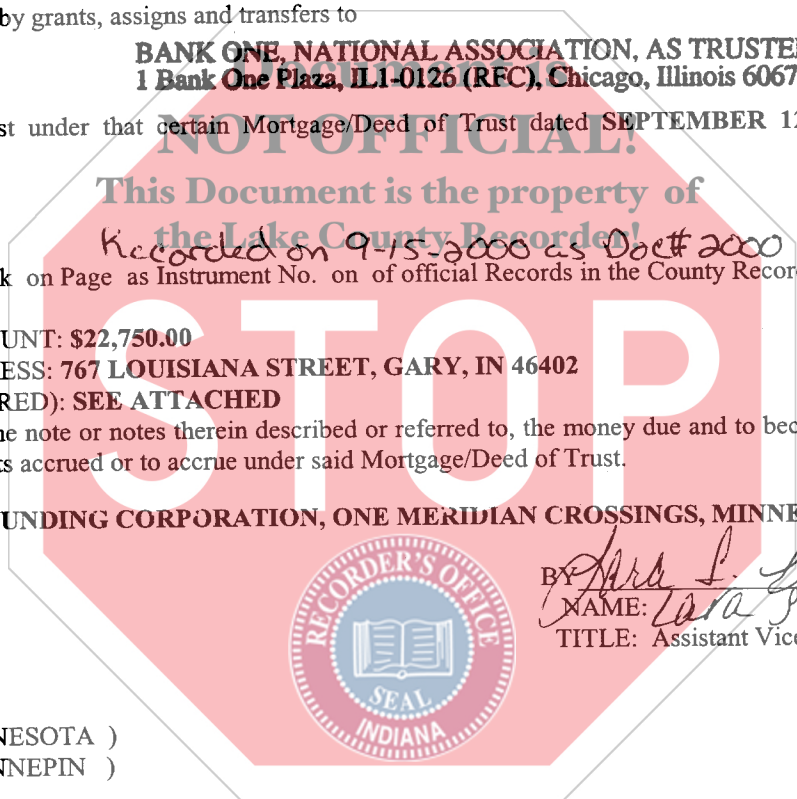 by grants, assigns and transfers to
BANK ONE, NATIONAL ASSOCIATION, AS TRUSTE
1 Bank One Plaza, IL1-0126 (RFC), Chicago, Illinois 6067
Document is
st under that certain Mortgage/Deed of Trust dated SEPTEMBER 12
NOT OFFICIAL!
This Document is the property of
the Lake County Recorder!
Recorded on 9-15-2000 as Doc# 2000
k on Page as Instrument No. on of official Records in the County Recor
STOP
UNT: $22,750.00
ESS: 767 LOUISIANA STREET, GARY, IN 46402
RED): SEE ATTACHED
he note or notes therein described or referred to, the money due and to bec
ts accrued or to accrue under said Mortgage/Deed of Trust.
UNDING CORPORATION, ONE MERIDIAN CROSSINGS, MINNE
RECORDER'S OFFICE
SEAL
INDIANA
BY
NAME:
TITLE: Assistant Vice
NESOTA )
NNEPIN )